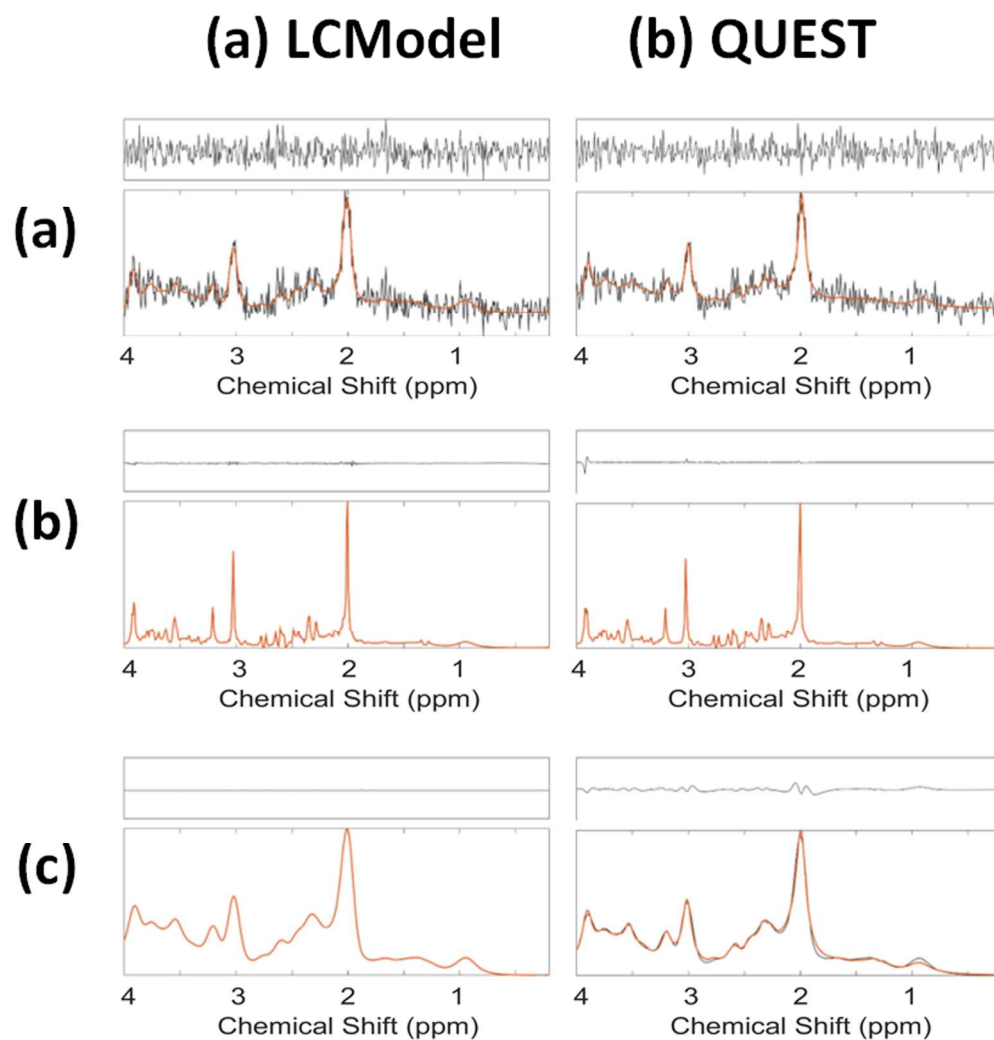 (a) LCModel (b) QUEST
(a)
4 3 2 1 4 3 2 1
Chemical Shift (ppm) Chemical Shift (ppm)
(b)
4 3 2 1 4 3 2 1
Chemical Shift (ppm) Chemical Shift (ppm)
(c)
4 3 2 1 4 3 2 1
Chemical Shift (ppm) Chemical Shift (ppm)